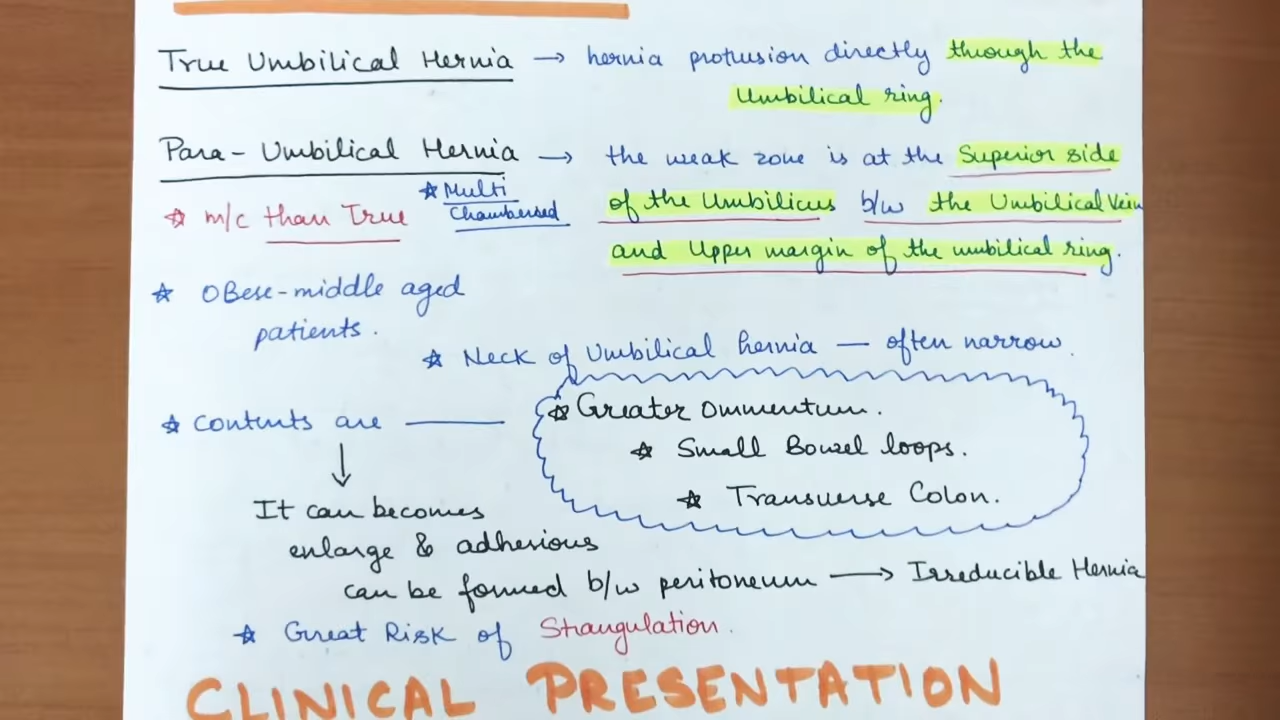 True Umbilical Hernia → hernia protusion directly through the
Umbilical ring.
Para-Umbilical Hernia → the weak zone is at the Superior side
☆ m/c than True ☆ Multi Chambered of the Umbilicus b/w the Umbilical Vein
and Upper margin of the umbilical ring.
☆ Obese-middle aged
patients.
☆ Neck of Umbilical hernia — often narrow.
☆ Contents are —— ☆ Greater Ommentum.
☆ Small Bowel loops.
☆ Transverse Colon.
↓
It can becomes
enlarge & adhesious
can be formed b/w peritoneum → Irreducible Hernia
☆ Great Risk of Strangulation.
CLINICAL PRESENTATION